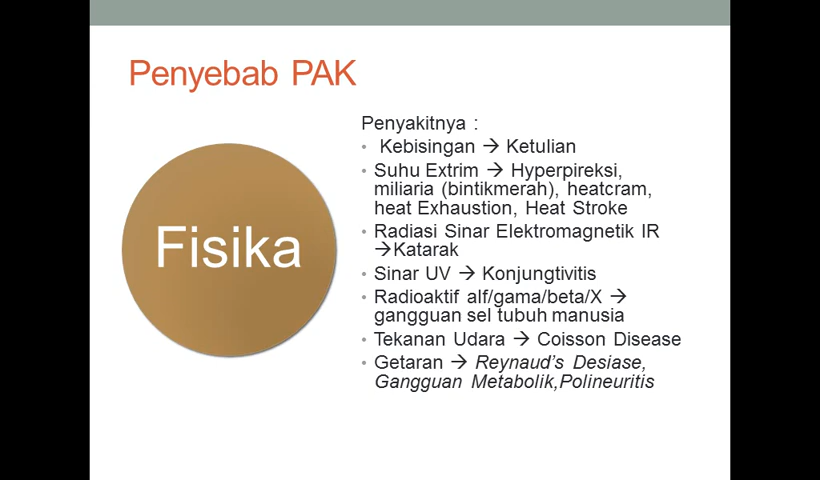 Penyebab PAK
Fisika
Penyakitnya :
• Kebisingan → Ketulian
• Suhu Extrim → Hyperpireksi,
miliaria (bintikmerah), heatcram,
heat Exhaustion, Heat Stroke
• Radiasi Sinar Elektromagnetik IR
→Katarak
• Sinar UV → Konjungtivitis
• Radioaktif alf/gama/beta/X →
gangguan sel tubuh manusia
• Tekanan Udara → Coisson Disease
• Getaran → Reynaud's Desiase,
Gangguan Metabolik,Polineuritis